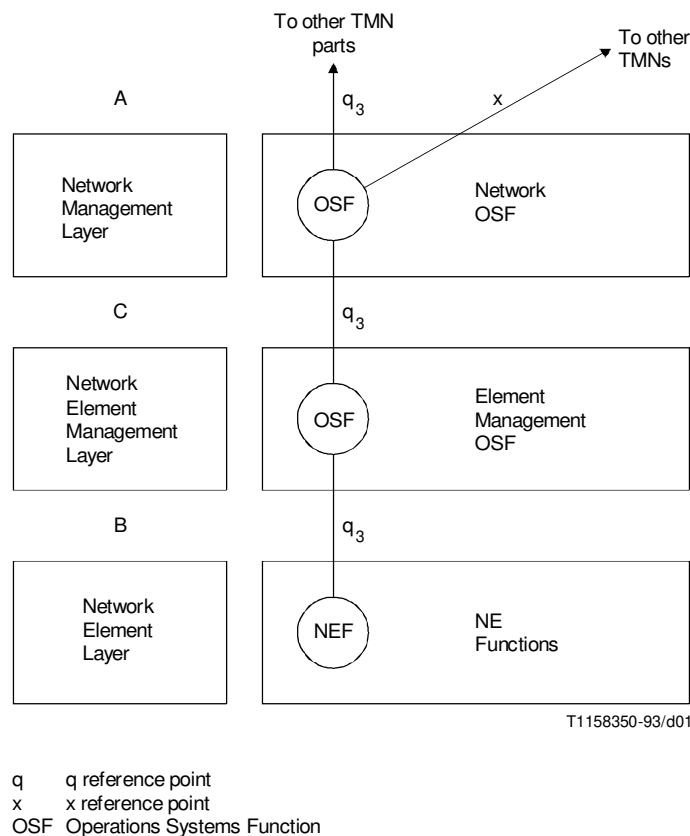 To other TMN
parts
To other
TMNs
q3
x
A
Network
Management
Layer
OSF
Network
OSF
C
q3
Network
Element
Management
Layer
OSF
Element
Management
OSF
B
q3
Network
Element
Layer
NEF
NE
Functions
T1158350-93/d01
q q reference point
x x reference point
OSF Operations Systems Function